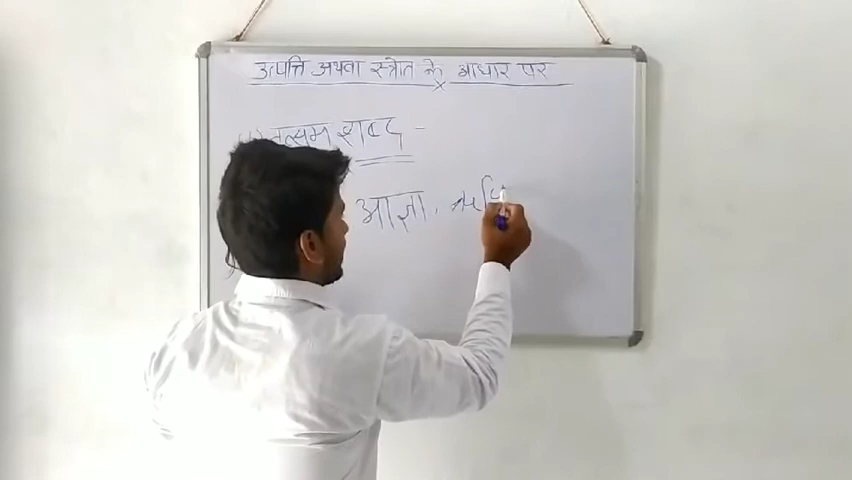 उत्पत्ति अथवा स्त्रोत के आधार पर
तत्सम शब्द -
आज्ञा,